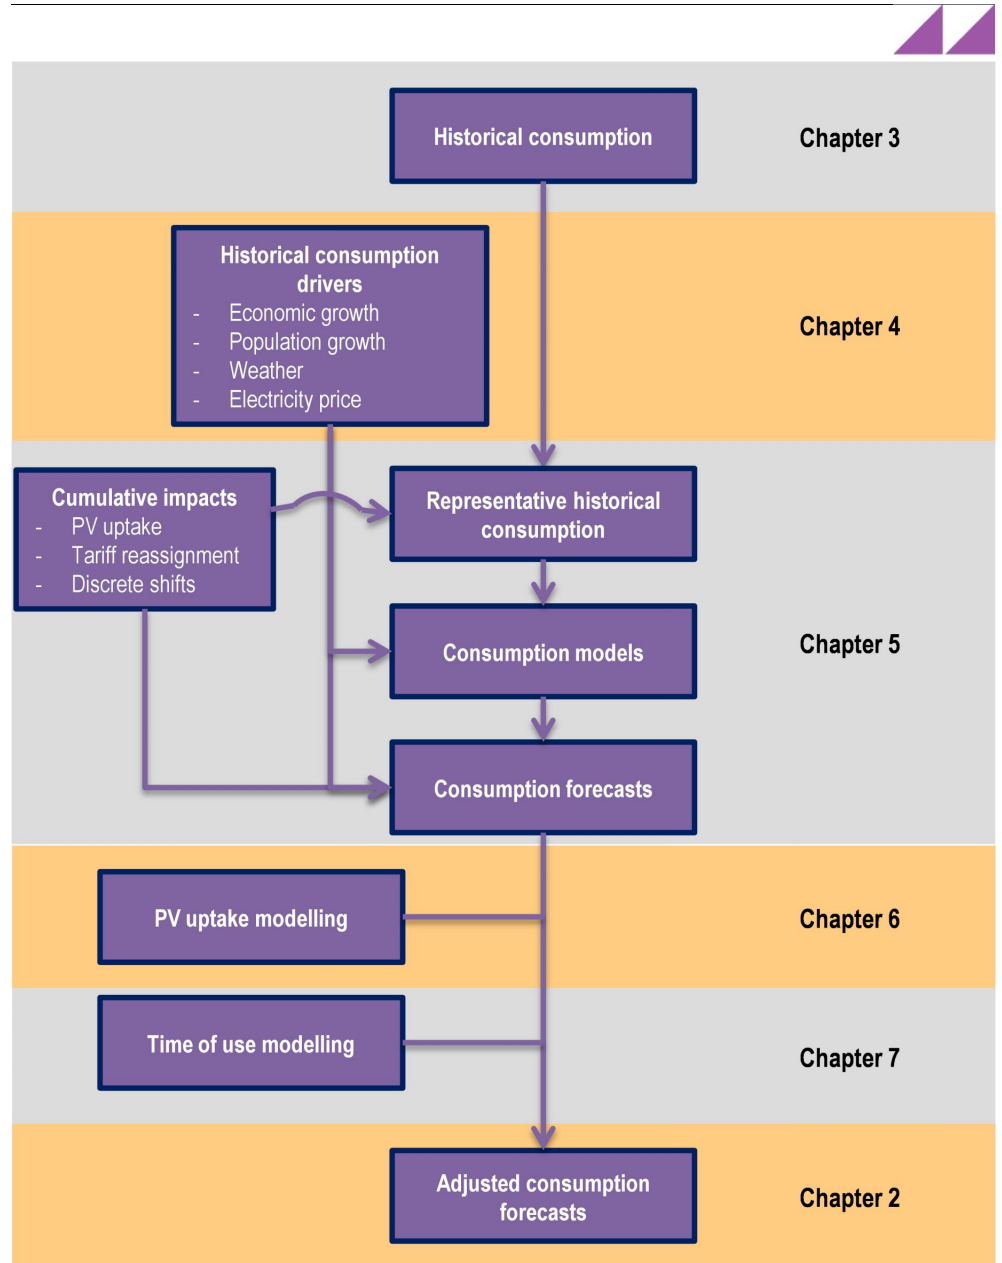 Historical consumption
Chapter 3
Historical consumption
drivers
- Economic growth
- Population growth
- Weather
- Electricity price
Chapter 4
Cumulative impacts
- PV uptake
- Tariff reassignment
- Discrete shifts
Representative historical
consumption
Consumption models
Chapter 5
Consumption forecasts
PV uptake modelling
Chapter 6
Time of use modelling
Chapter 7
Adjusted consumption
forecasts
Chapter 2